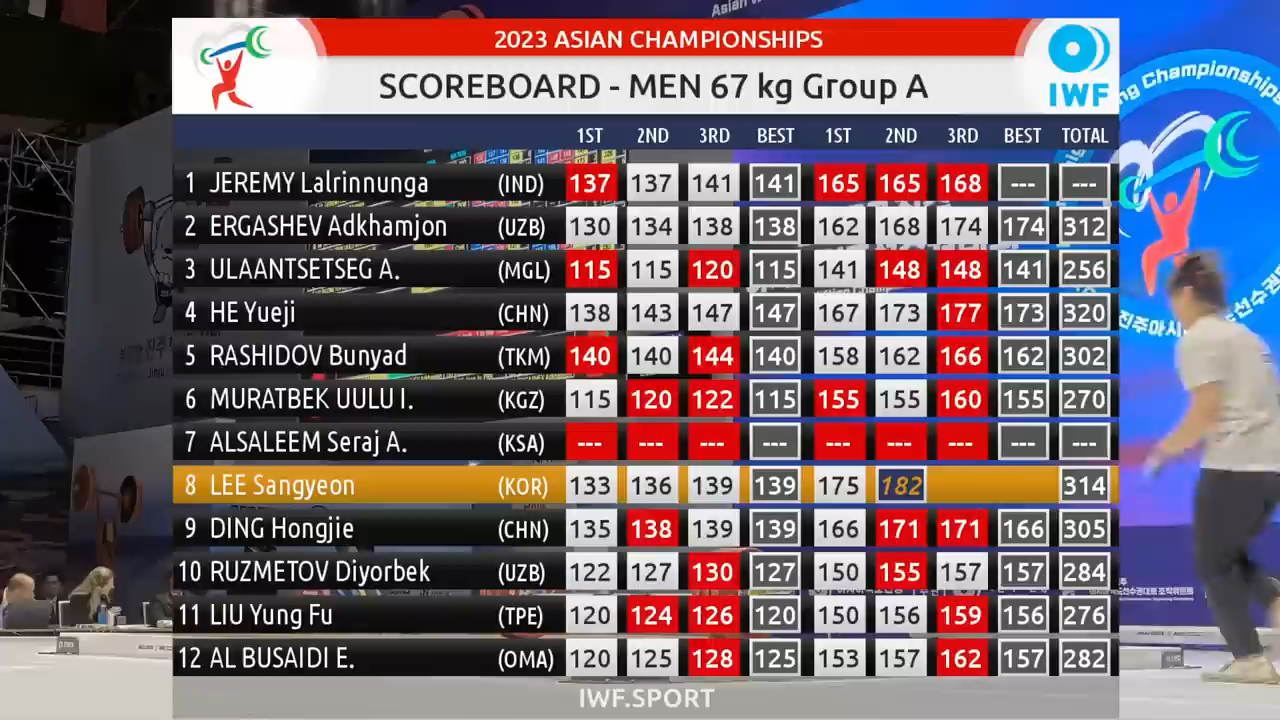 Asian
2023 ASIAN CHAMPIONSHIPS
SCOREBOARD - MEN 67 kg Group A
IWF
ng Championships
1ST 2ND 3RD BEST 1ST 2ND 3RD BEST TOTAL
1 JEREMY Lalrinnunga (IND) 137 137 141 141 165 165 168 --- ---
2 ERGASHEV Adkhamjon (UZB) 130 134 138 138 162 168 174 174 312
3 ULAANTSETSEG A. (MGL) 115 115 120 115 141 148 148 141 256
4 HE Yueji (CHN) 138 143 147 147 167 173 177 173 320
5 RASHIDOV Bunyad (TKM) 140 140 144 140 158 162 166 162 302
6 MURATBEK UULU I. (KGZ) 115 120 122 115 155 155 160 155 270
7 ALSALEEM Seraj A. (KSA) --- --- --- --- --- --- --- --- ---
8 LEE Sangyeon (KOR) 133 136 139 139 175 182 314
9 DING Hongjie (CHN) 135 138 139 139 166 171 171 166 305
10 RUZMETOV Diyorbek (UZB) 122 127 130 127 150 155 157 157 284
11 LIU Yung Fu (TPE) 120 124 126 120 150 156 159 156 276
12 AL BUSAIDI E. (OMA) 120 125 128 125 153 157 162 157 282
IWF.SPORT